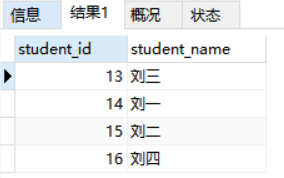 信息 结果1 概况 状态
student_id student_name
13 刘三
14 刘一
15 刘二
16 刘四